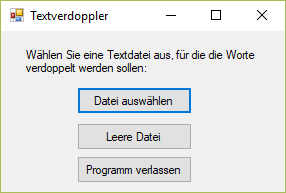 Textverdoppler
Wählen Sie eine Textdatei aus, für die die Worte
verdoppelt werden sollen:
Datei auswählen
Leere Datei
Programm verlassen